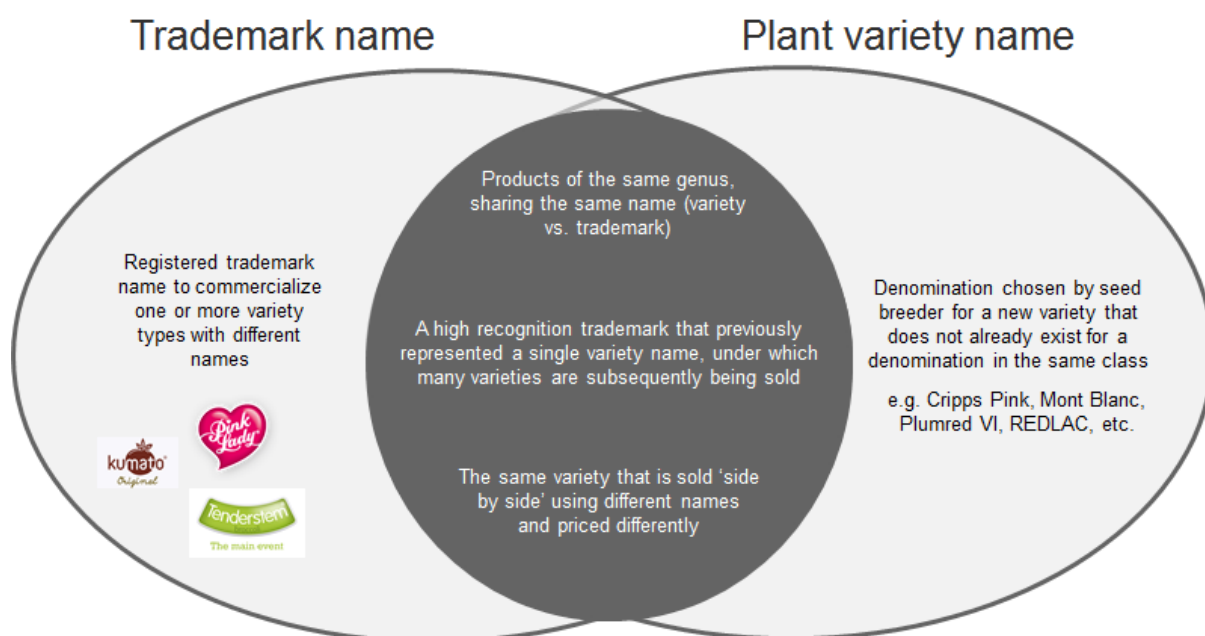 Trademark name
Plant variety name
Products of the same genus,
sharing the same name (variety
vs. trademark)
Registered trademark
name to commercialize
one or more variety
types with different
names
A high recognition trademark that previously
represented a single variety name, under which
many varieties are subsequently being sold
Denomination chosen by seed
breeder for a new variety that
does not already exist for a
denomination in the same class
e.g. Cripps Pink, Mont Blanc,
Plumred VI, REDLAC, etc.
Pink
Lady®
kumato®
Original
The same variety that is sold ‘side
by side’ using different names
and priced differently
Tenderstem
The main event